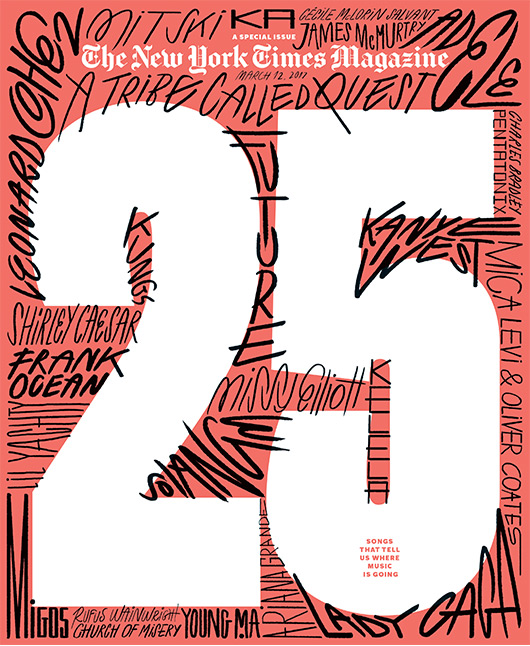 MITSKI
KA
CÉCILE MCLORIN SALVANT
JAMES McMURTRY
ADELE
LEONARD COHEN
A SPECIAL ISSUE
The New York Times Magazine
MARCH 12, 2017
A TRIBE CALLED QUEST
CHARLES BRADLEY
PENTATONIX
25
FUTURE
KANYE WEST
KUNGS
MICA LEVI & OLIVER COATES
SHIRLEY CAESAR
FRANK
OCEAN
MISSY Elliott
LIL YACHTY
SOLANGE
SONGS
THAT TELL
US WHERE
MUSIC
IS GOING
ARIANA GRANDE
MIGOS
RUFUS WAINWRIGHT
CHURCH OF MISERY
YOUNG M.A
LADY GAGA